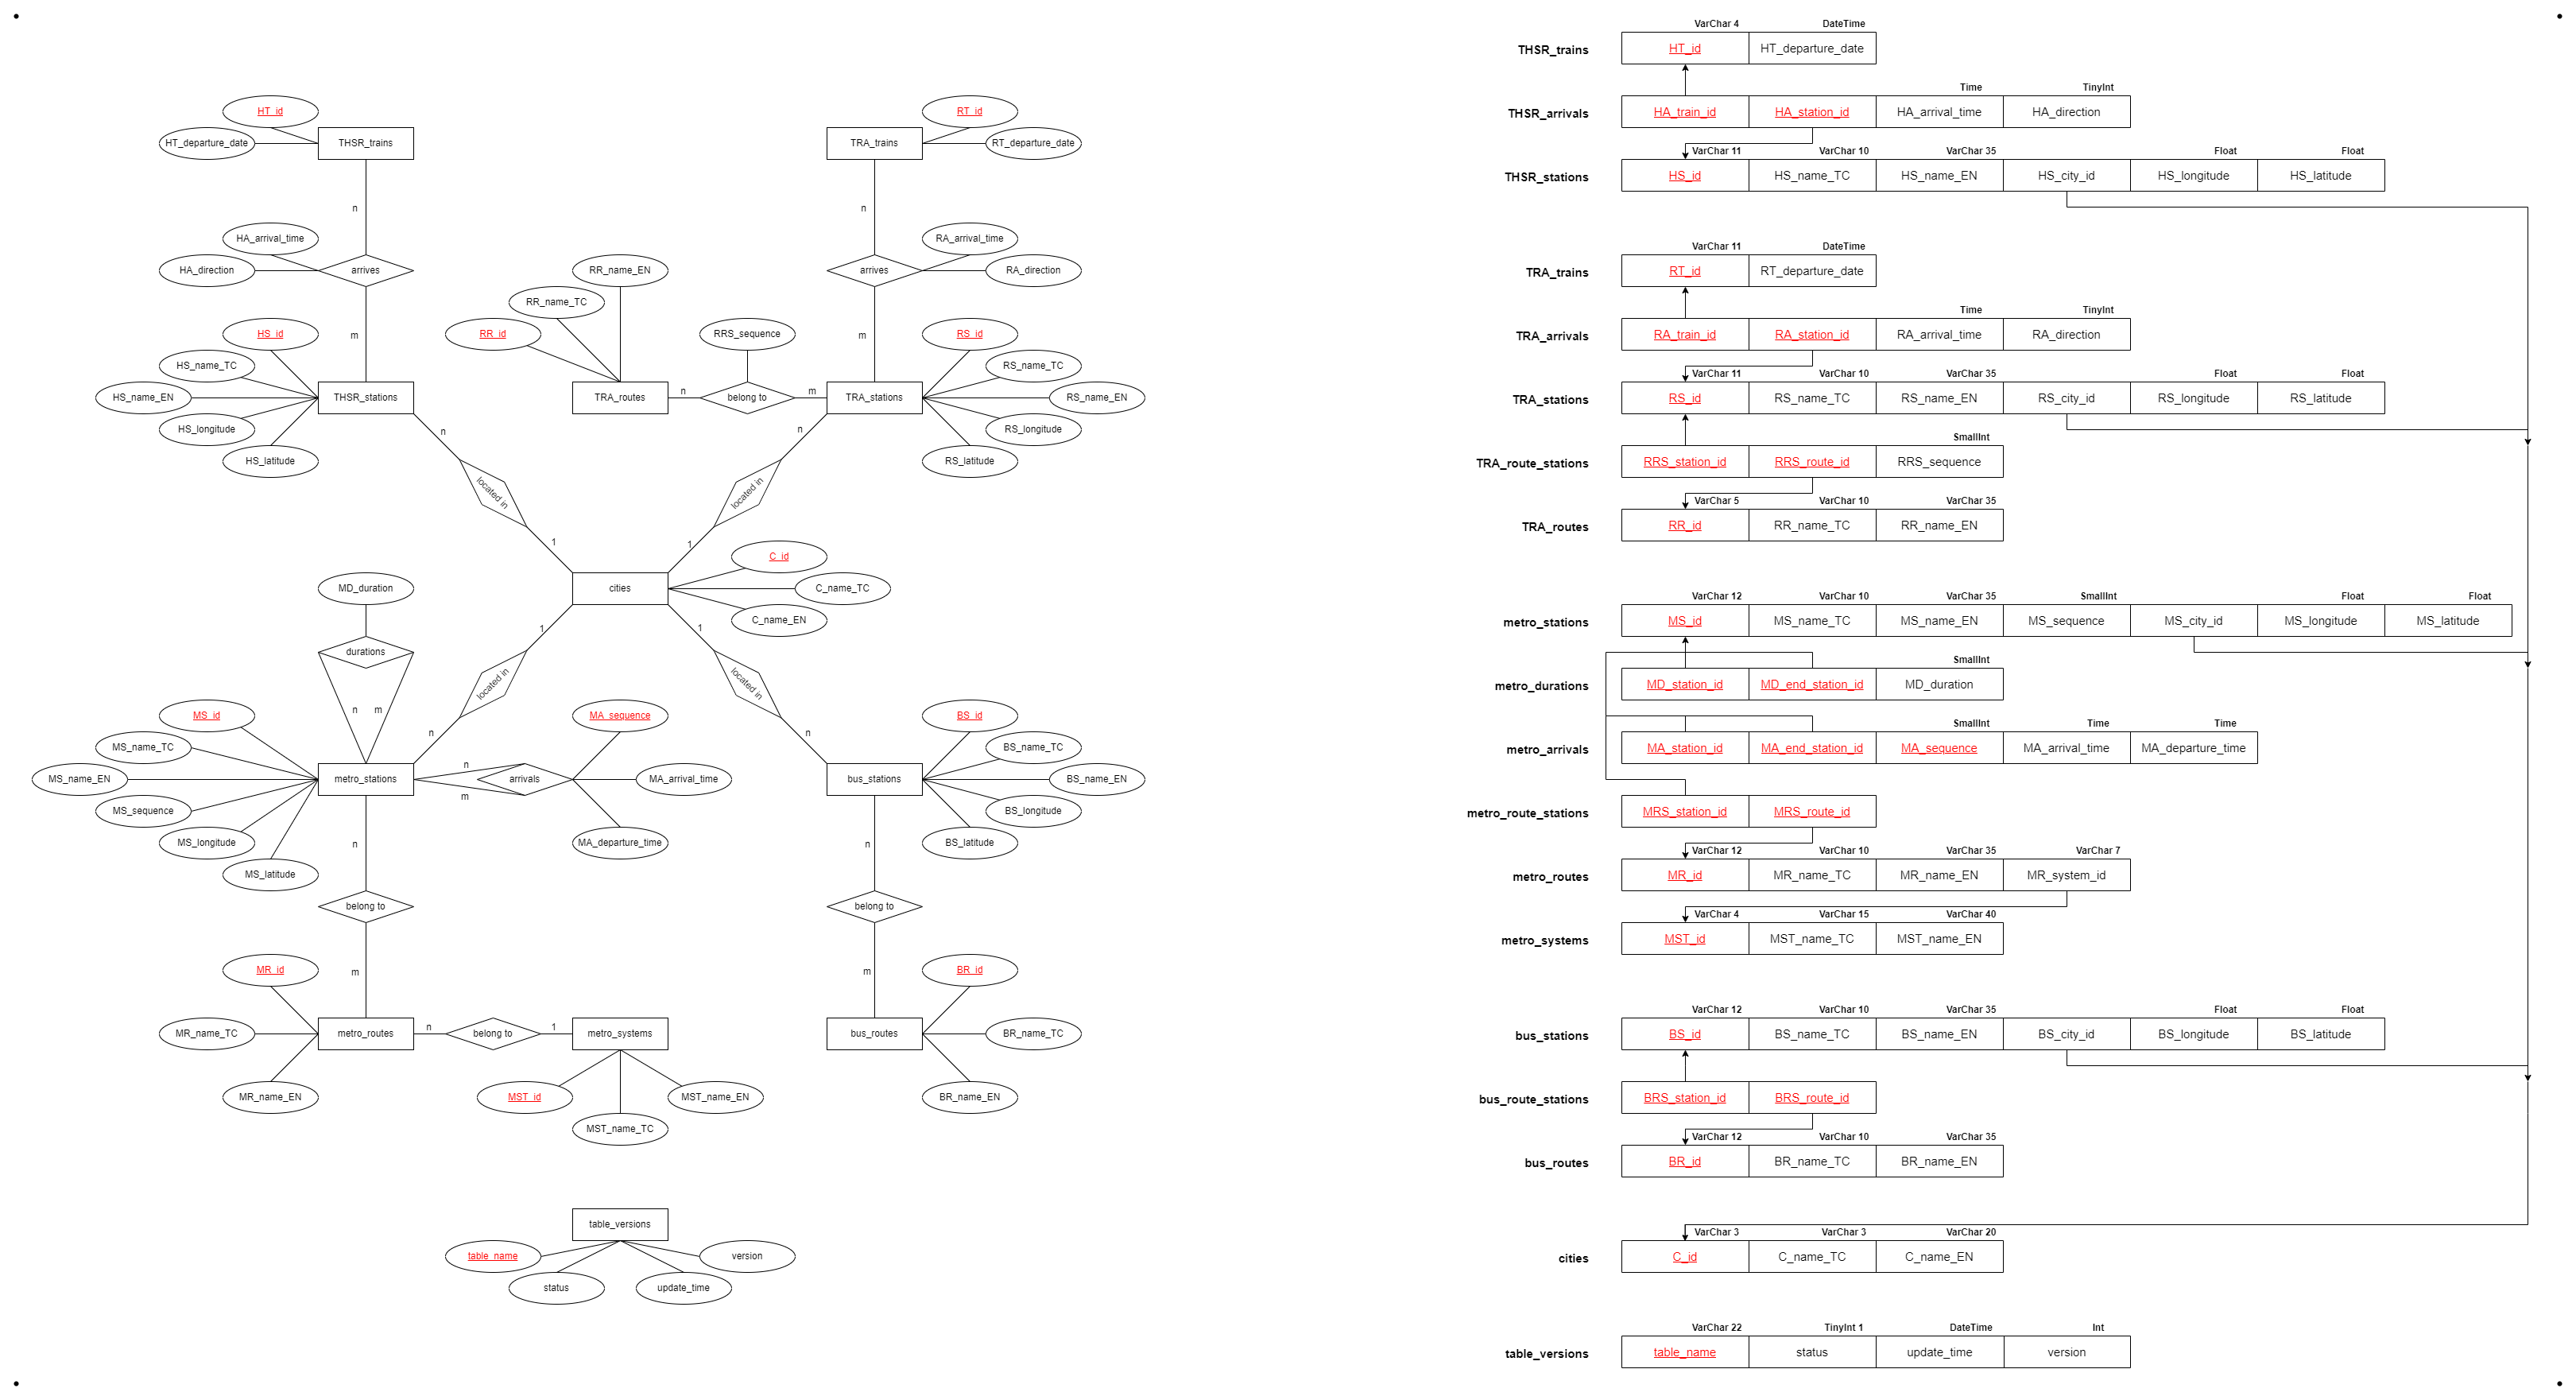 HT_id
HT_departure_date
THSR_trains
n
HA_arrival_time
HA_direction
arrives
m
HS_id
HS_name_TC
HS_name_EN
THSR_stations
HS_longitude
HS_latitude
n
located in
1
RT_id
TRA_trains
RT_departure_date
n
RA_arrival_time
arrives
RA_direction
m
RR_name_EN
RR_name_TC
RR_id
RRS_sequence
TRA_routes
n
belong to
m
TRA_stations
RS_id
RS_name_TC
RS_name_EN
RS_longitude
RS_latitude
n
located in
1
C_id
cities
C_name_TC
C_name_EN
MD_duration
durations
n
m
1
located in
n
MS_id
MS_name_TC
MS_name_EN
metro_stations
MS_sequence
MS_longitude
MS_latitude
n
m
arrivals
MA_sequence
MA_arrival_time
MA_departure_time
1
located in
n
BS_id
BS_name_TC
bus_stations
BS_name_EN
BS_longitude
BS_latitude
n
belong to
m
n
belong to
m
MR_id
MR_name_TC
metro_routes
MR_name_EN
n
belong to
1
metro_systems
MST_id
MST_name_TC
MST_name_EN
BR_id
bus_routes
BR_name_TC
BR_name_EN
table_versions
table_name
status
update_time
version
VarChar 4 DateTime
THSR_trains HT_id HT_departure_date
Time TinyInt
THSR_arrivals HA_train_id HA_station_id HA_arrival_time HA_direction
VarChar 11 VarChar 10 VarChar 35 Float Float
THSR_stations HS_id HS_name_TC HS_name_EN HS_city_id HS_longitude HS_latitude
VarChar 11 DateTime
TRA_trains RT_id RT_departure_date
Time TinyInt
TRA_arrivals RA_train_id RA_station_id RA_arrival_time RA_direction
VarChar 11 VarChar 10 VarChar 35 Float Float
TRA_stations RS_id RS_name_TC RS_name_EN RS_city_id RS_longitude RS_latitude
SmallInt
TRA_route_stations RRS_station_id RRS_route_id RRS_sequence
VarChar 5 VarChar 10 VarChar 35
TRA_routes RR_id RR_name_TC RR_name_EN
VarChar 12 VarChar 10 VarChar 35 SmallInt Float Float
metro_stations MS_id MS_name_TC MS_name_EN MS_sequence MS_city_id MS_longitude MS_latitude
SmallInt
metro_durations MD_station_id MD_end_station_id MD_duration
SmallInt Time Time
metro_arrivals MA_station_id MA_end_station_id MA_sequence MA_arrival_time MA_departure_time
metro_route_stations MRS_station_id MRS_route_id
VarChar 12 VarChar 10 VarChar 35 VarChar 7
metro_routes MR_id MR_name_TC MR_name_EN MR_system_id
VarChar 4 VarChar 15 VarChar 40
metro_systems MST_id MST_name_TC MST_name_EN
VarChar 12 VarChar 10 VarChar 35 Float Float
bus_stations BS_id BS_name_TC BS_name_EN BS_city_id BS_longitude BS_latitude
bus_route_stations BRS_station_id BRS_route_id
VarChar 12 VarChar 10 VarChar 35
bus_routes BR_id BR_name_TC BR_name_EN
VarChar 3 VarChar 3 VarChar 20
cities C_id C_name_TC C_name_EN
VarChar 22 TinyInt 1 DateTime Int
table_versions table_name status update_time version